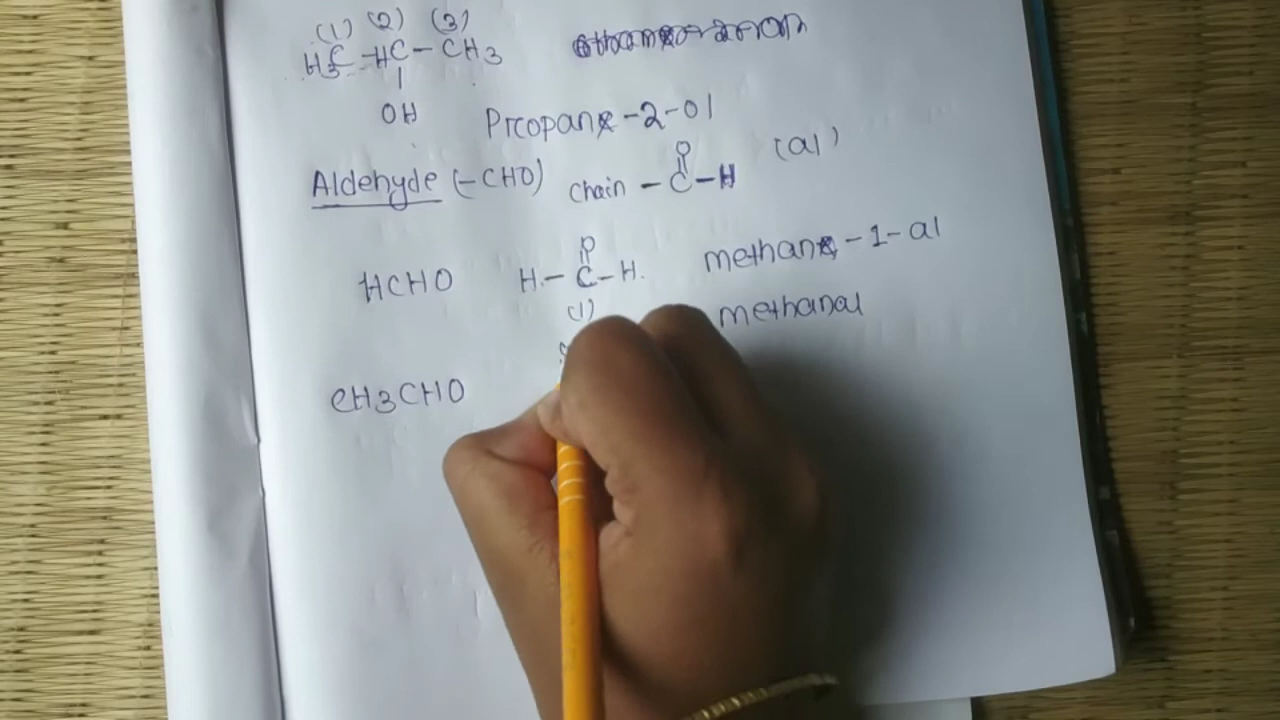 (1) (2) (3)
H3C-HC-CH3
OH
Propane-2-ol
Aldehyde (-CHO) chain - C-H (al)
O
O
HCHO H-C-H. methane-1-al
(1) methanal
CH3CHO